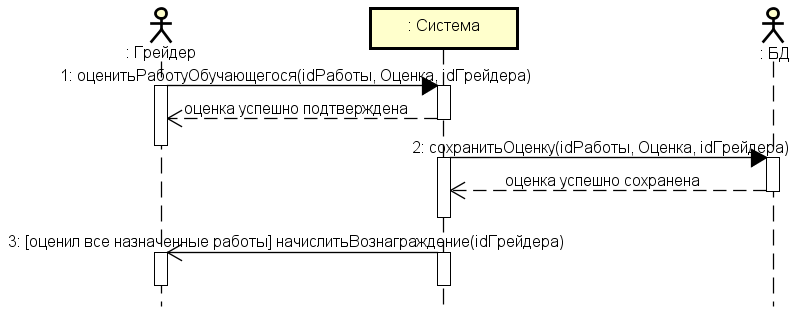 : Грейдер
: Система
: БД
1: оценитьРаботуОбучающегося(idРаботы, Оценка, idГрейдера)
оценка успешно подтверждена
2: сохранитьОценку(idРаботы, Оценка, idГрейдера)
оценка успешно сохранена
3: [оценил все назначенные работы] начислитьВознаграждение(idГрейдера)